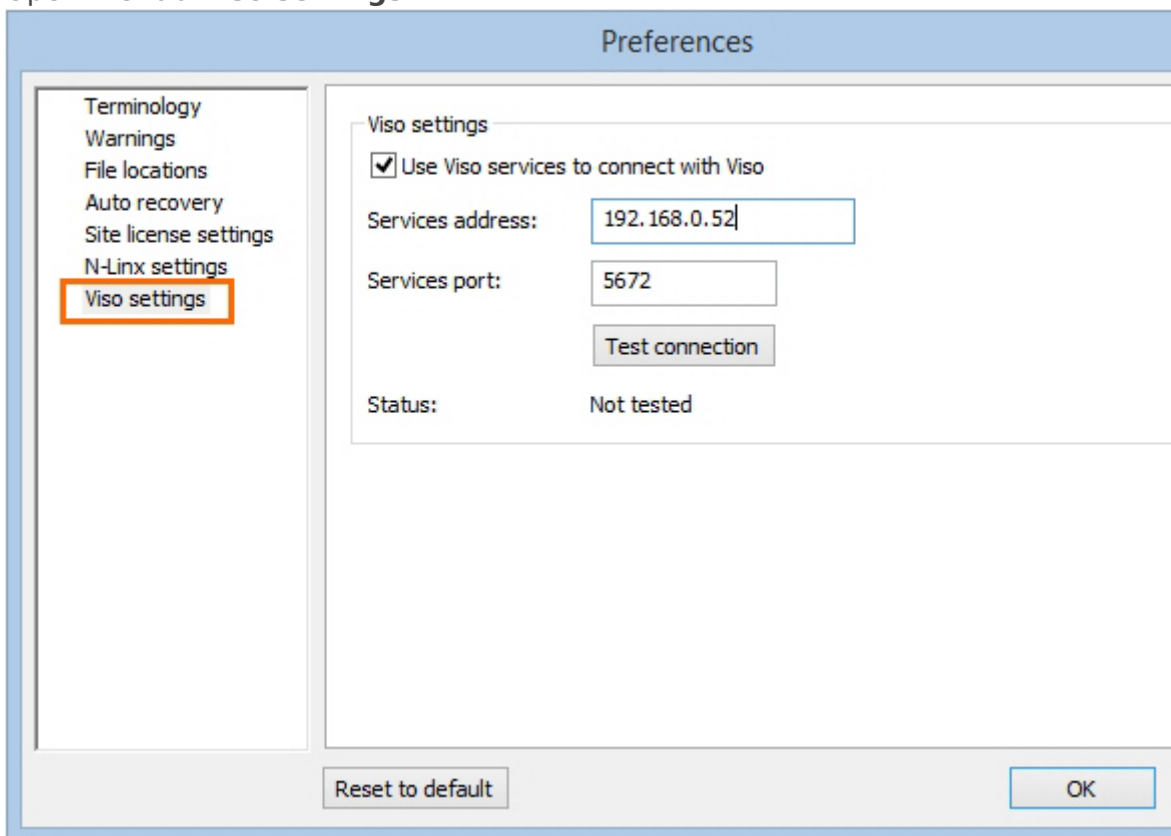 Preferences
Terminology
Warnings
File locations
Auto recovery
Site license settings
N-Linx settings
Viso settings
Viso settings
Use Viso services to connect with Viso
Services address: 192.168.0.52
Services port: 5672
Test connection
Status: Not tested
Reset to default OK